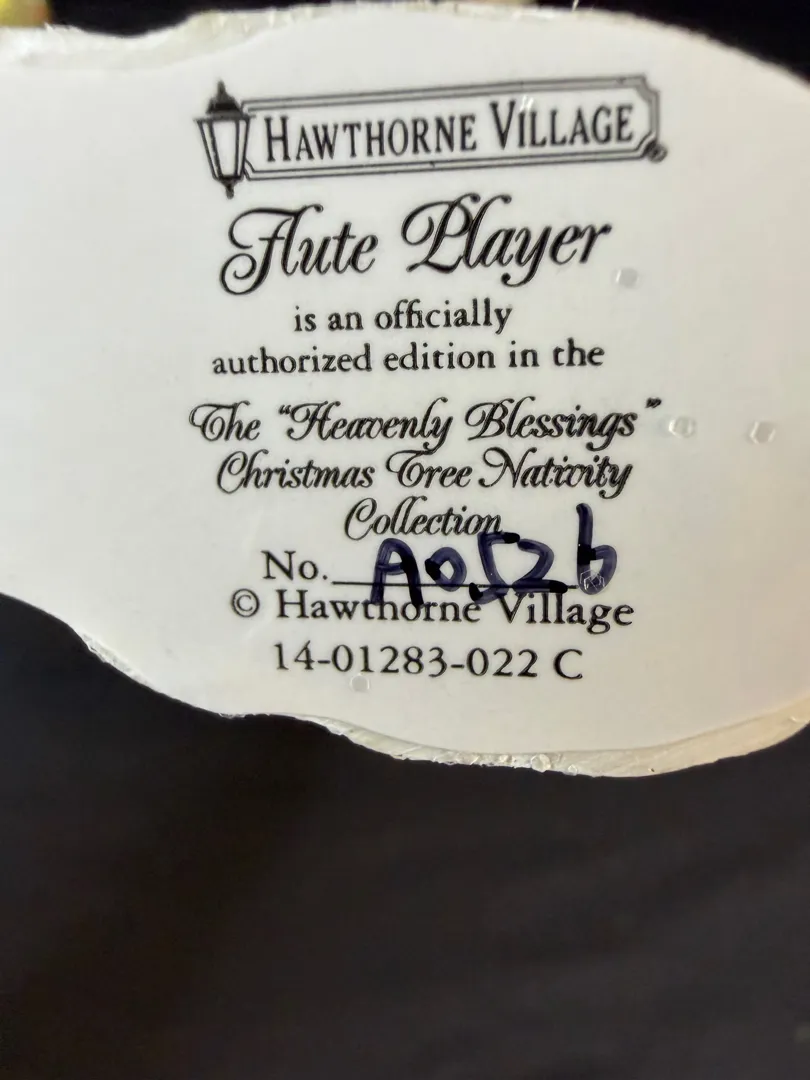 HAWTHORNE VILLAGE
Flute Player
is an officially
authorized edition in the
The "Heavenly Blessings"
Christmas Tree Nativity
Collection
No. A0526
© Hawthorne Village
14-01283-022 C